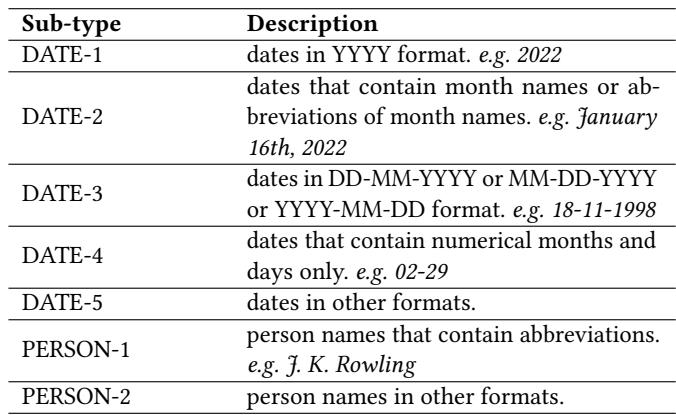 Sub-type Description
DATE-1 dates in YYYY format. e.g. 2022
dates that contain month names or ab-
DATE-2 breviations of month names. e.g. January
16th, 2022
DATE-3 dates in DD-MM-YYYY or MM-DD-YYYY
or YYYY-MM-DD format. e.g. 18-11-1998
DATE-4 dates that contain numerical months and
days only. e.g. 02-29
DATE-5 dates in other formats.
PERSON-1 person names that contain abbreviations.
e.g. J. K. Rowling
PERSON-2 person names in other formats.